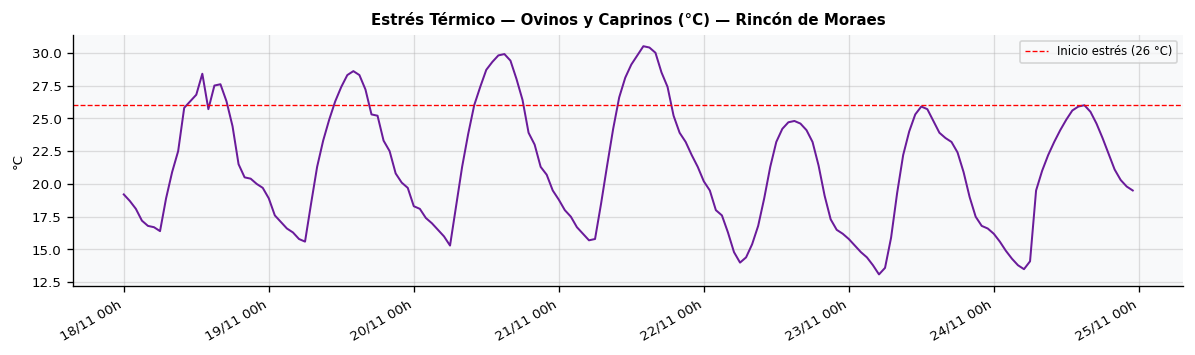 Estrés Térmico — Ovinos y Caprinos (°C) — Rincón de Moraes
Inicio estrés (26 °C)
°C
30.0
27.5
25.0
22.5
20.0
17.5
15.0
12.5
18/11 00h
19/11 00h
20/11 00h
21/11 00h
22/11 00h
23/11 00h
24/11 00h
25/11 00h